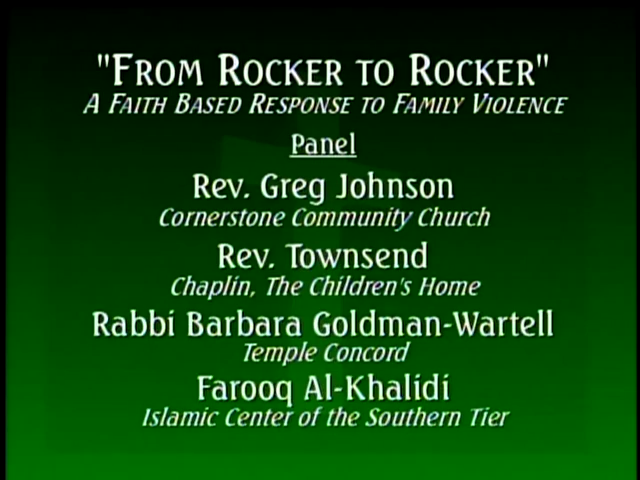 "From Rocker to Rocker"
A Faith Based Response to Family Violence
Panel
Rev. Greg Johnson
Cornerstone Community Church
Rev. Townsend
Chaplin, The Children's Home
Rabbi Barbara Goldman-Wartell
Temple Concord
Farooq Al-Khalidi
Islamic Center of the Southern Tier